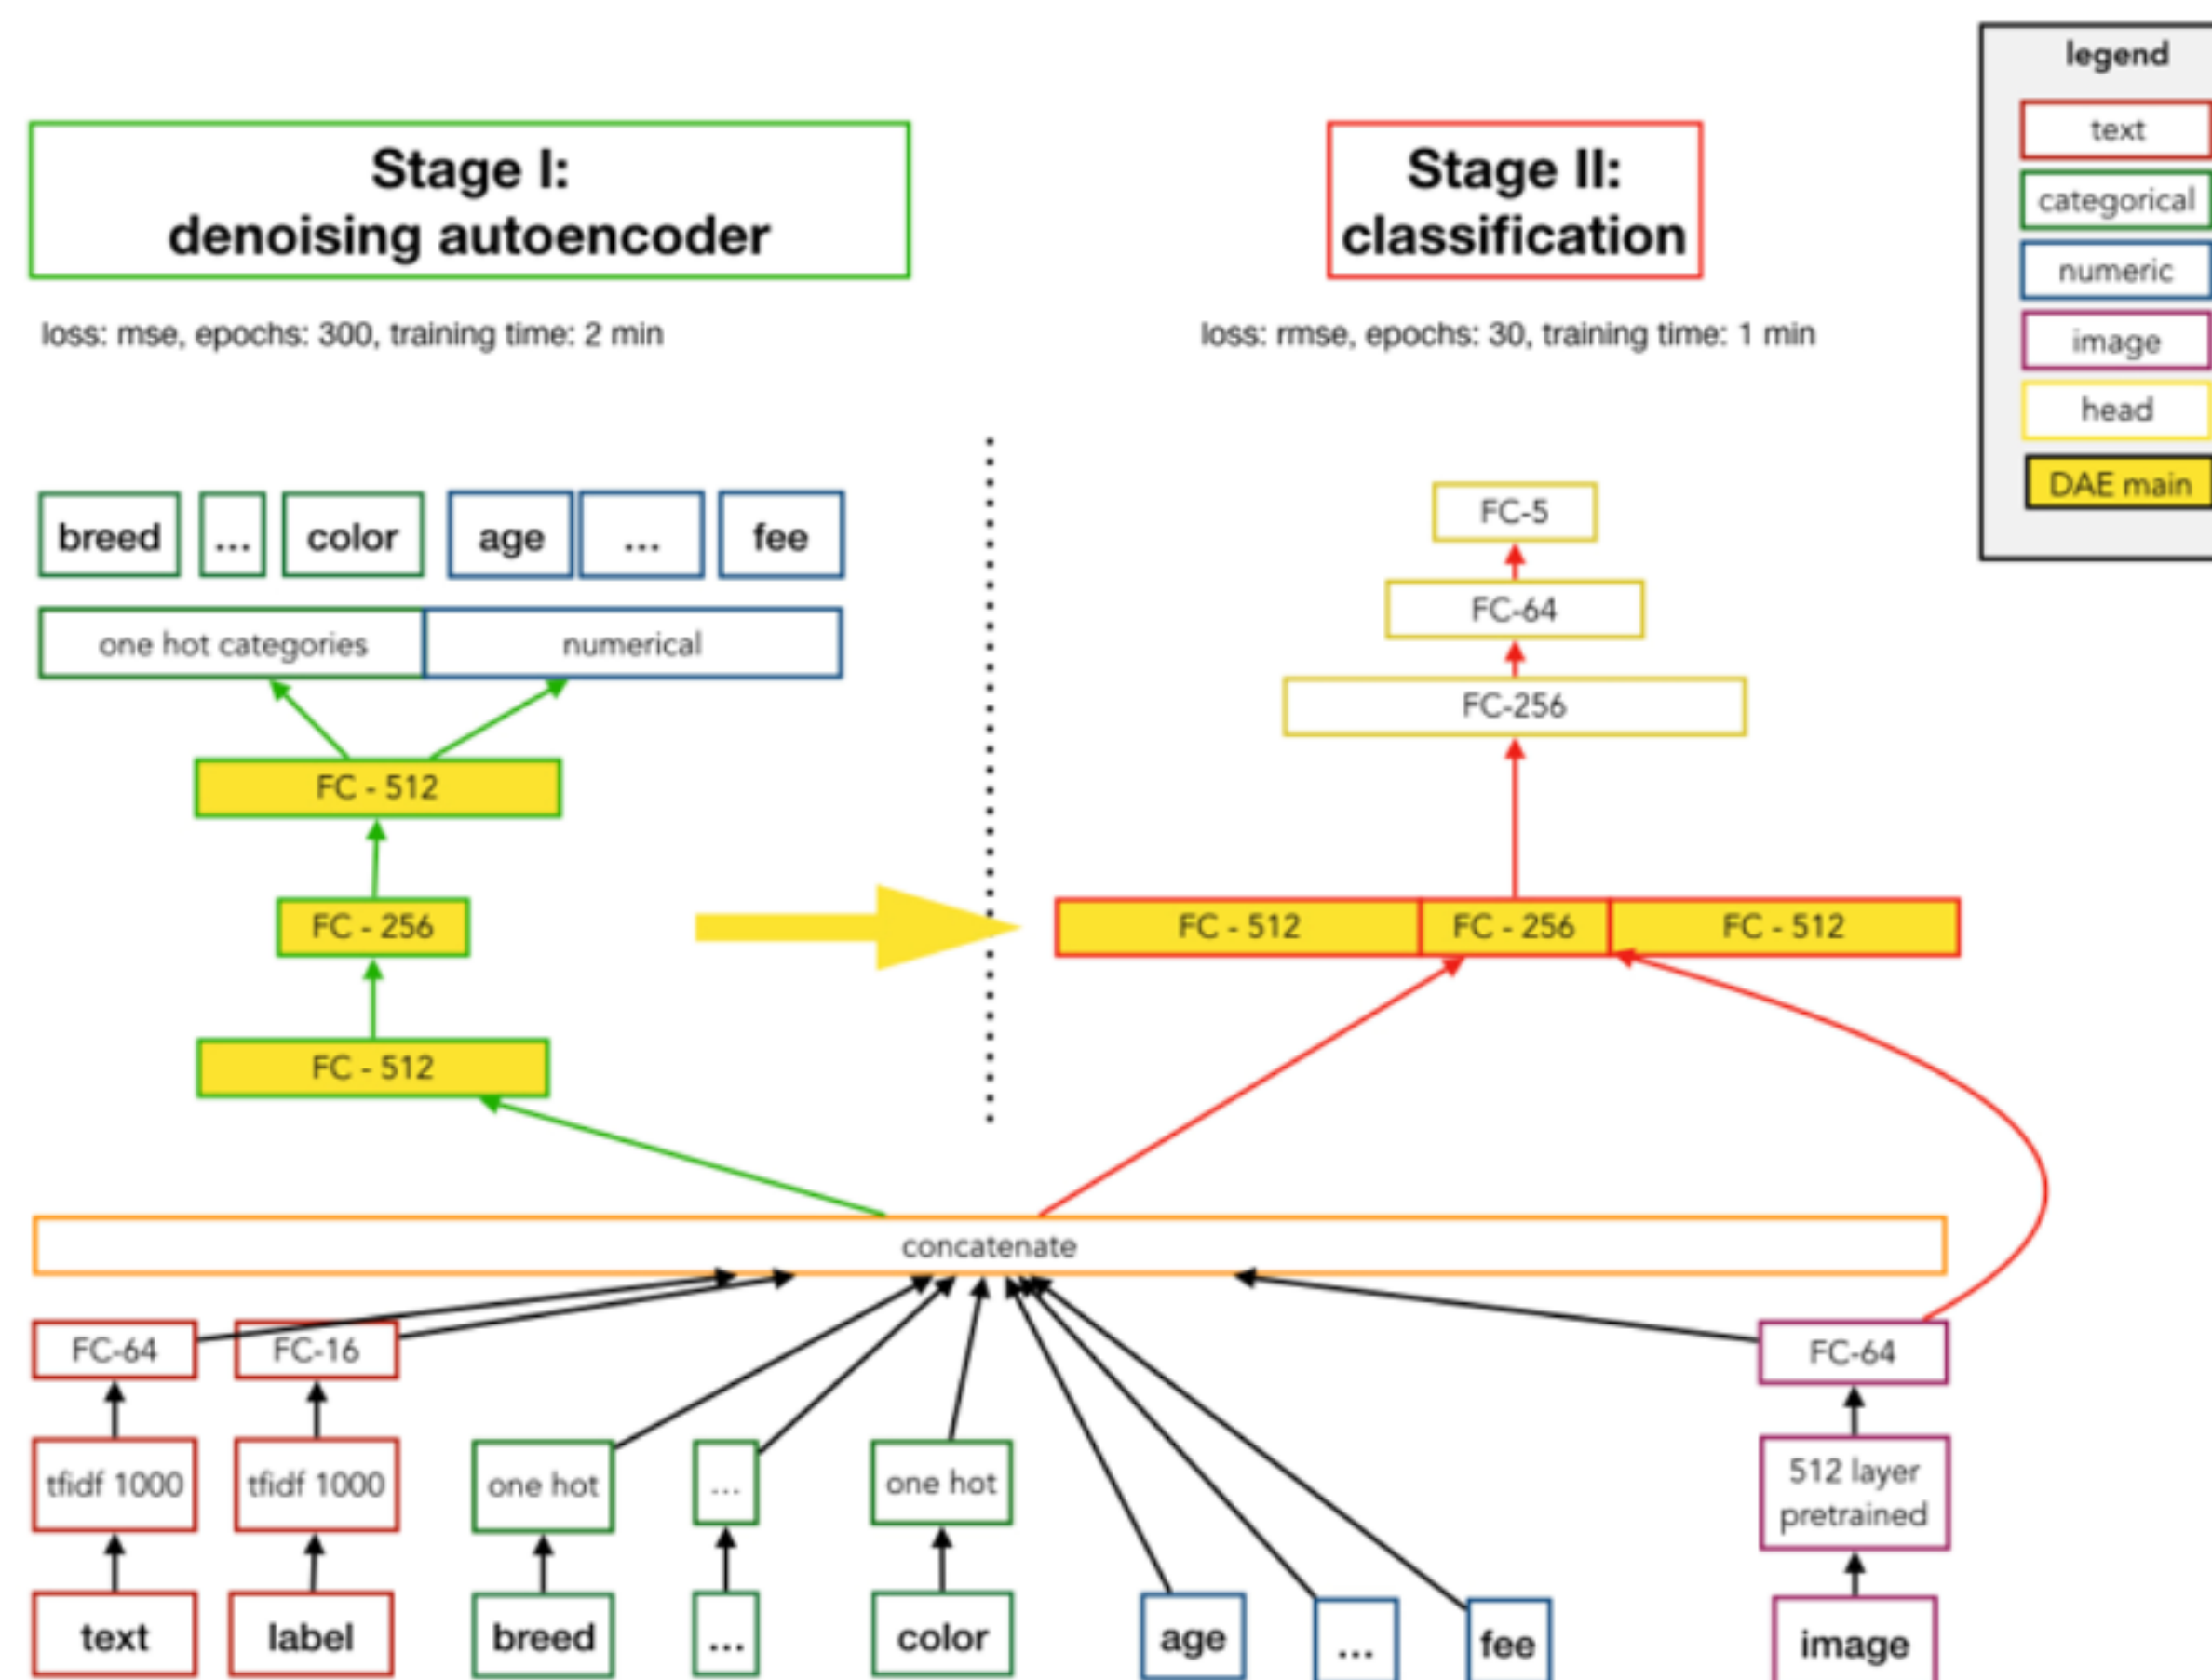 legend
text
categorical
numeric
image
head
DAE main
Stage I:
denoising autoencoder
Stage II:
classification
loss: mse, epochs: 300, training time: 2 min
loss: rmse, epochs: 30, training time: 1 min
breed ... color age ... fee
one hot categories numerical
FC - 512
FC - 256
FC - 512
FC-5
FC-64
FC-256
FC - 512 FC - 256 FC - 512
concatenate
FC-64 FC-16 FC-64
tfidf 1000 tfidf 1000 one hot ... one hot 512 layer
pretrained
text label breed ... color age ... fee image